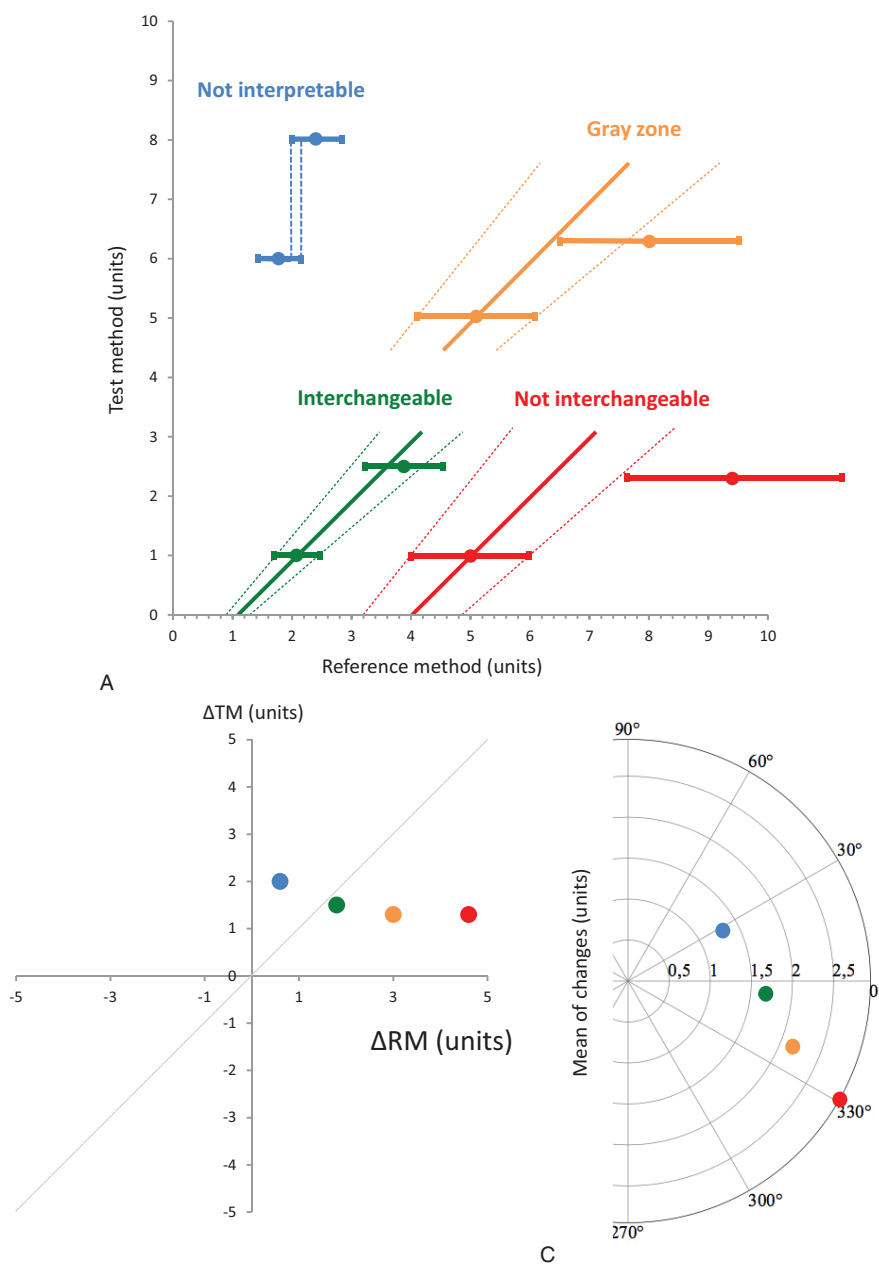 10
9
Not interpretable
Gray zone
8
7
6
5
4
Interchangeable
Not interchangeable
3
2
1
0
Test method (units)
0 1 2 3 4 5 6 7 8 9 10
Reference method (units)
A
ΔTM (units)
5
4
3
2
1
0
-5 -1 1 3 5
-1
-2
-3
-4
-5
ΔRM (units)
90°
60°
30°
0,5 1 1,5 2 2,5 0
330°
300°
270°
Mean of changes (units)
C